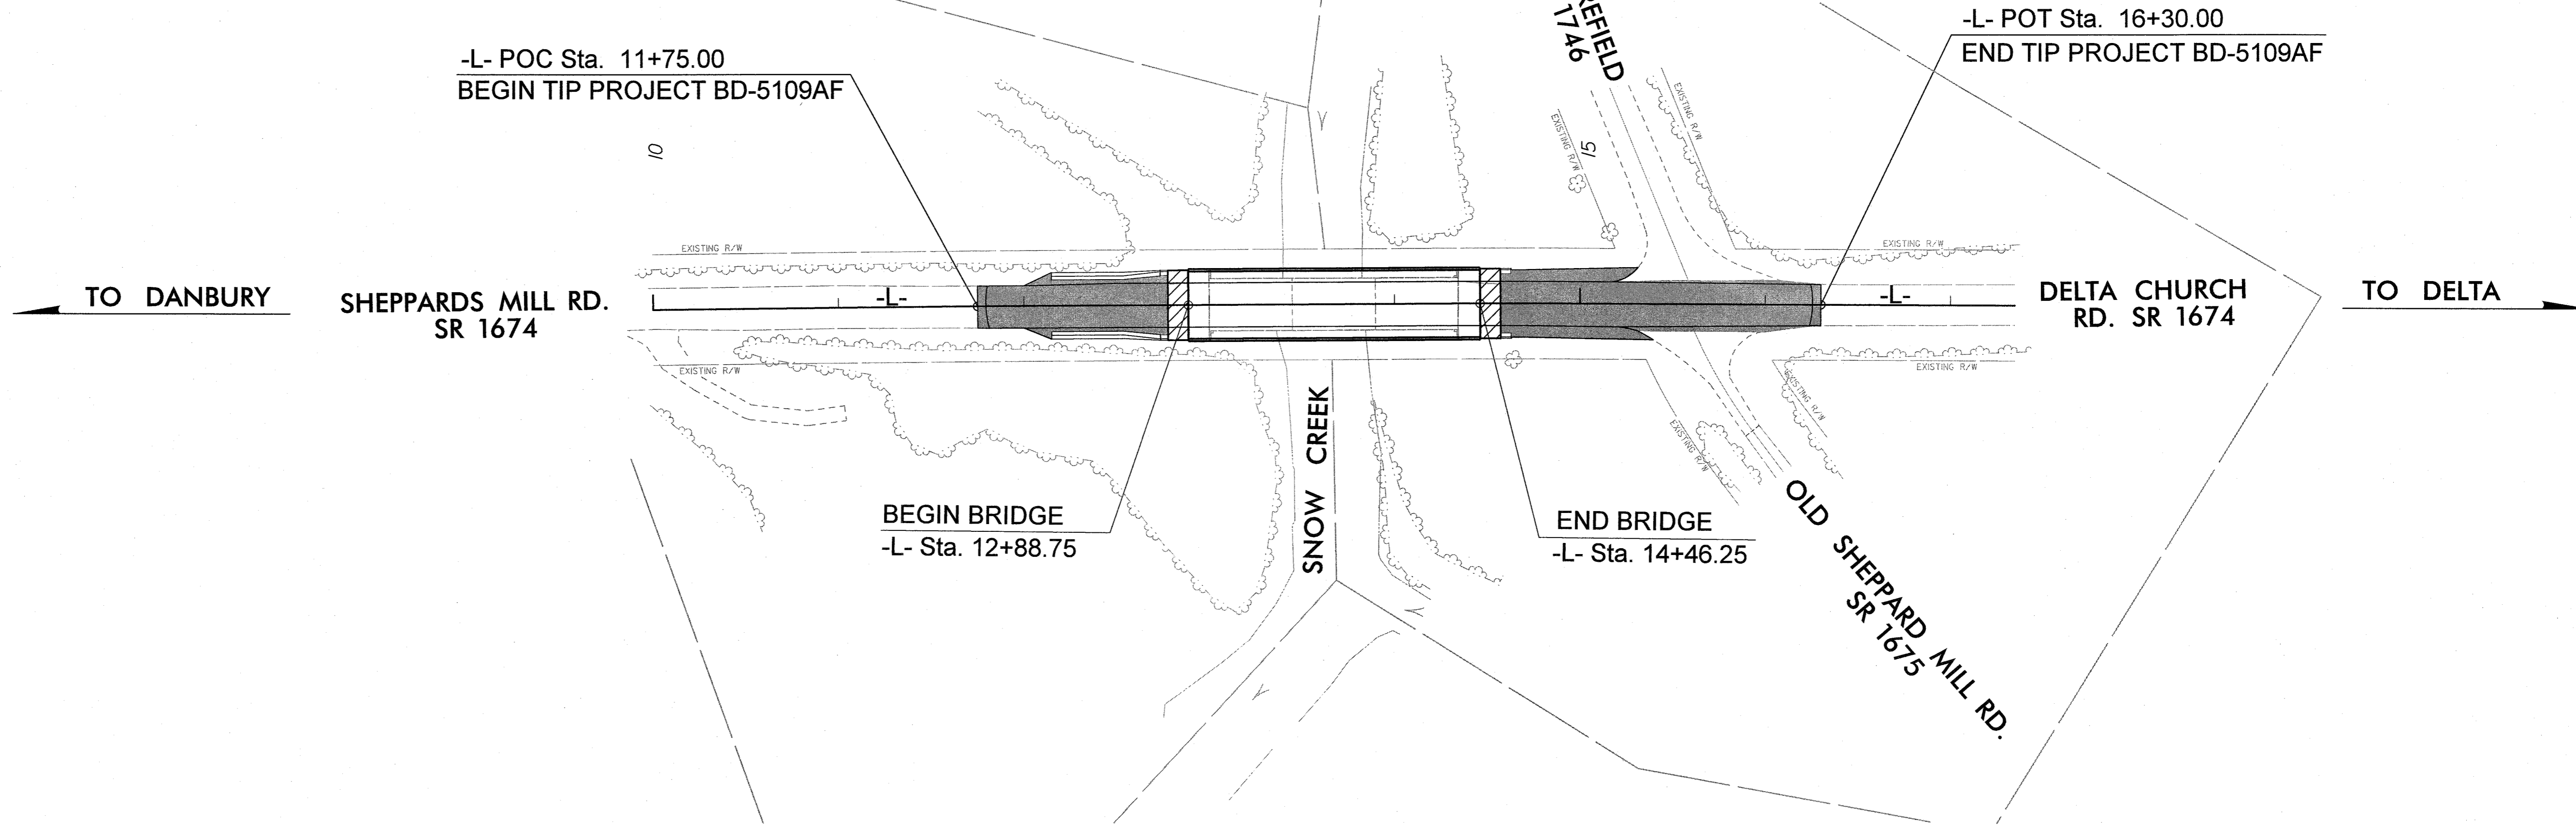 -L- POC Sta. 11+75.00
BEGIN TIP PROJECT BD-5109AF
-L- POT Sta. 16+30.00
END TIP PROJECT BD-5109AF
1746
10
15
EXISTING R/W
EXISTING R/W
EXISTING R/W
EXISTING R/W
TO DANBURY
SHEPPARDS MILL RD.
SR 1674
-L-
-L-
DELTA CHURCH
RD. SR 1674
TO DELTA
EXISTING R/W
EXISTING R/W
EXISTING R/W
EXISTING R/W
SNOW CREEK
BEGIN BRIDGE
-L- Sta. 12+88.75
END BRIDGE
-L- Sta. 14+46.25
OLD SHEPPARD MILL RD.
SR 1675